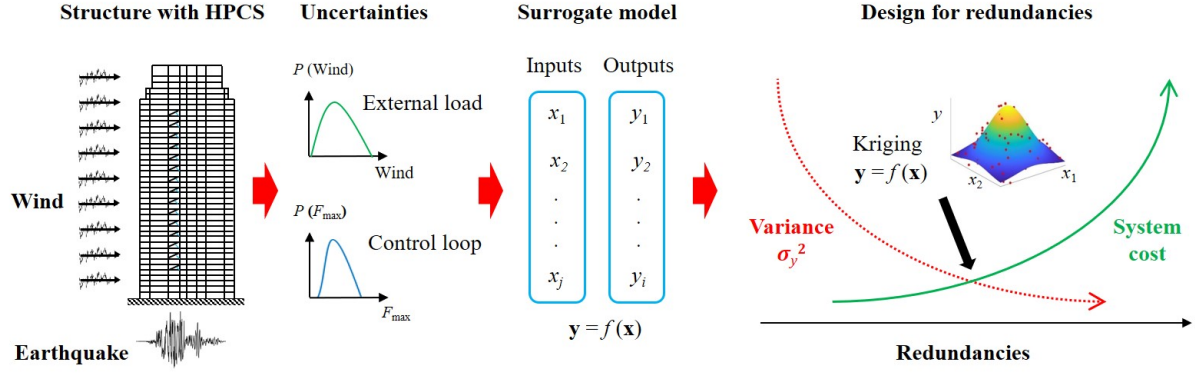 Structure with HPCS
Uncertainties
Surrogate model
Design for redundancies
Wind
Earthquake
P (Wind)
External load
Wind
P (Fmax)
Control loop
Fmax
Inputs Outputs
x1 y1
x2 y2
. .
. .
. .
xj yi
y = f (x)
Variance
σy2
Kriging
y = f (x)
y
x2
x1
System
cost
Redundancies